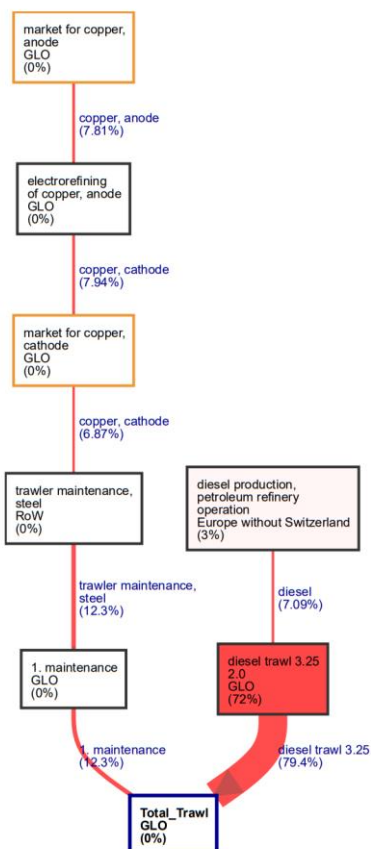 market for copper,
anode
GLO
(0%)
copper, anode
(7.81%)
electrorefining
of copper, anode
GLO
(0%)
copper, cathode
(7.94%)
market for copper,
cathode
GLO
(0%)
copper, cathode
(6.87%)
trawler maintenance,
steel
RoW
(0%)
diesel production,
petroleum refinery
operation
Europe without Switzerland
(3%)
trawler maintenance,
steel
(12.3%)
diesel
(7.09%)
1. maintenance
GLO
(0%)
diesel trawl 3.25
2.0
GLO
(72%)
1. maintenance
(12.3%)
diesel trawl 3.25
(79.4%)
Total_Trawl
GLO
(0%)